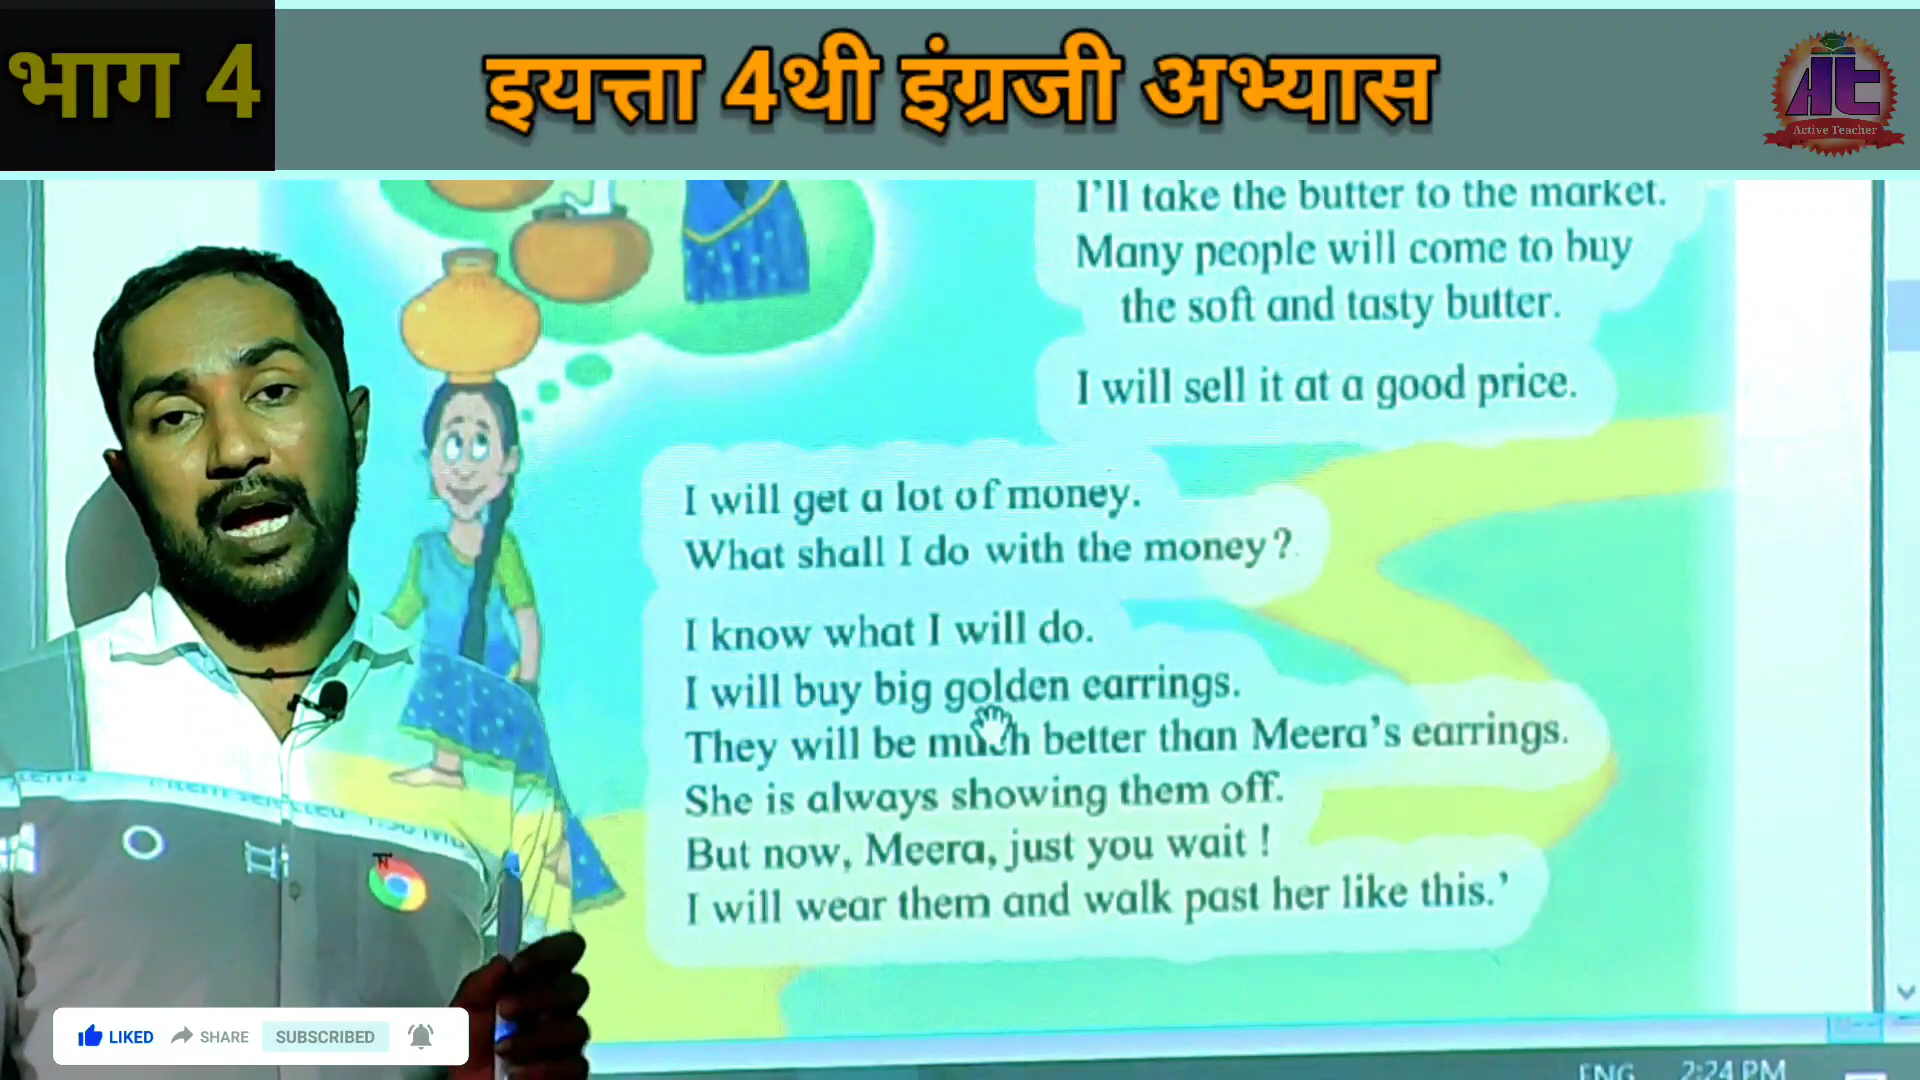 भाग 4
इयत्ता 4थी इंग्रजी अभ्यास
Active Teacher
I'll take the butter to the market.
Many people will come to buy
the soft and tasty butter.
I will sell it at a good price.
I will get a lot of money.
What shall I do with the money?
I know what I will do.
I will buy big golden earrings.
They will be much better than Meera's earrings.
She is always showing them off.
But now, Meera, just you wait !
I will wear them and walk past her like this.'
LIKED SHARE SUBSCRIBED
ENG 2:24 PM